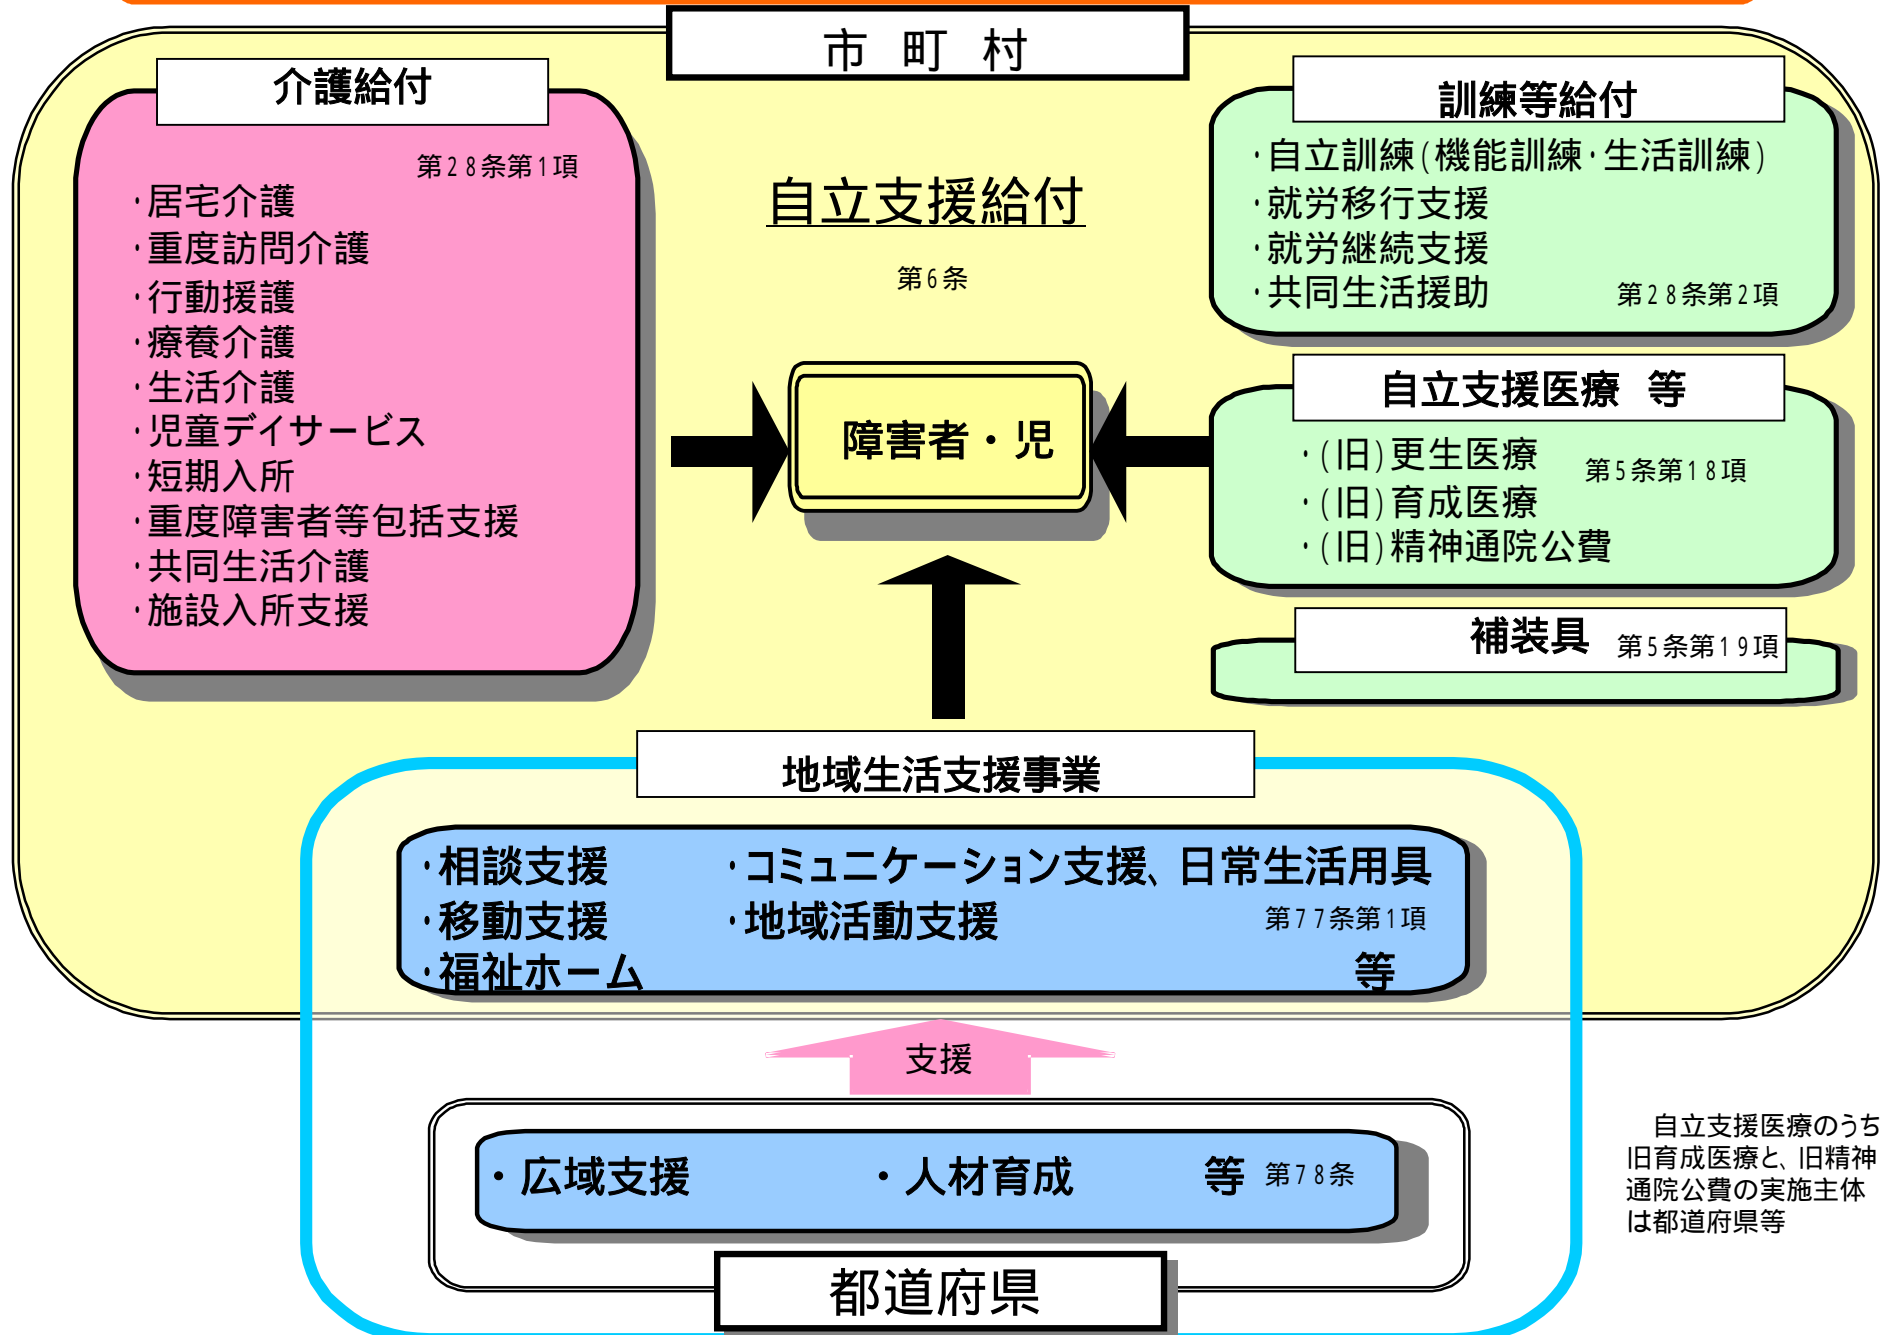 市 町 村
介護給付
第28条第1項
・居宅介護
・重度訪問介護
・行動援護
・療養介護
・生活介護
・児童デイサービス
・短期入所
・重度障害者等包括支援
・共同生活介護
・施設入所支援
自立支援給付
第6条
障害者・児
訓練等給付
・自立訓練(機能訓練・生活訓練)
・就労移行支援
・就労継続支援
・共同生活援助 第28条第2項
自立支援医療 等
・(旧)更生医療 第5条第18項
・(旧)育成医療
・(旧)精神通院公費
補装具 第5条第19項
地域生活支援事業
・相談支援 ・コミュニケーション支援、日常生活用具
・移動支援 ・地域活動支援 第77条第1項
・福祉ホーム 等
支援
・広域支援 ・人材育成 等 第78条
都道府県
自立支援医療のうち
旧育成医療と、旧精神
通院公費の実施主体
は都道府県等